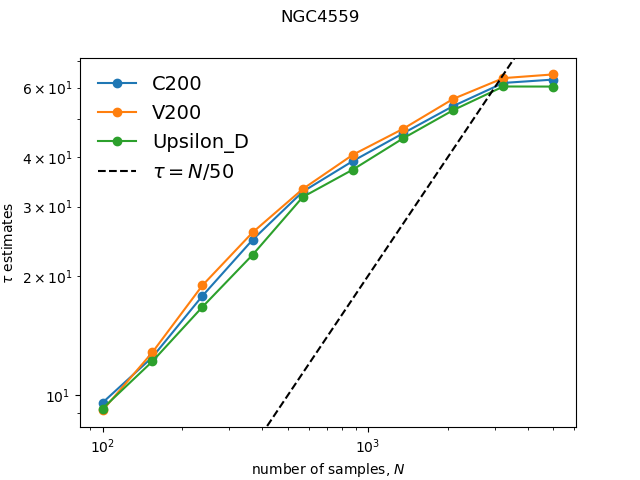 NGC4559
C200
V200
Upsilon_D
τ = N/50
6 × 10¹
4 × 10¹
3 × 10¹
2 × 10¹
10¹
τ estimates
10² 10³
number of samples, N